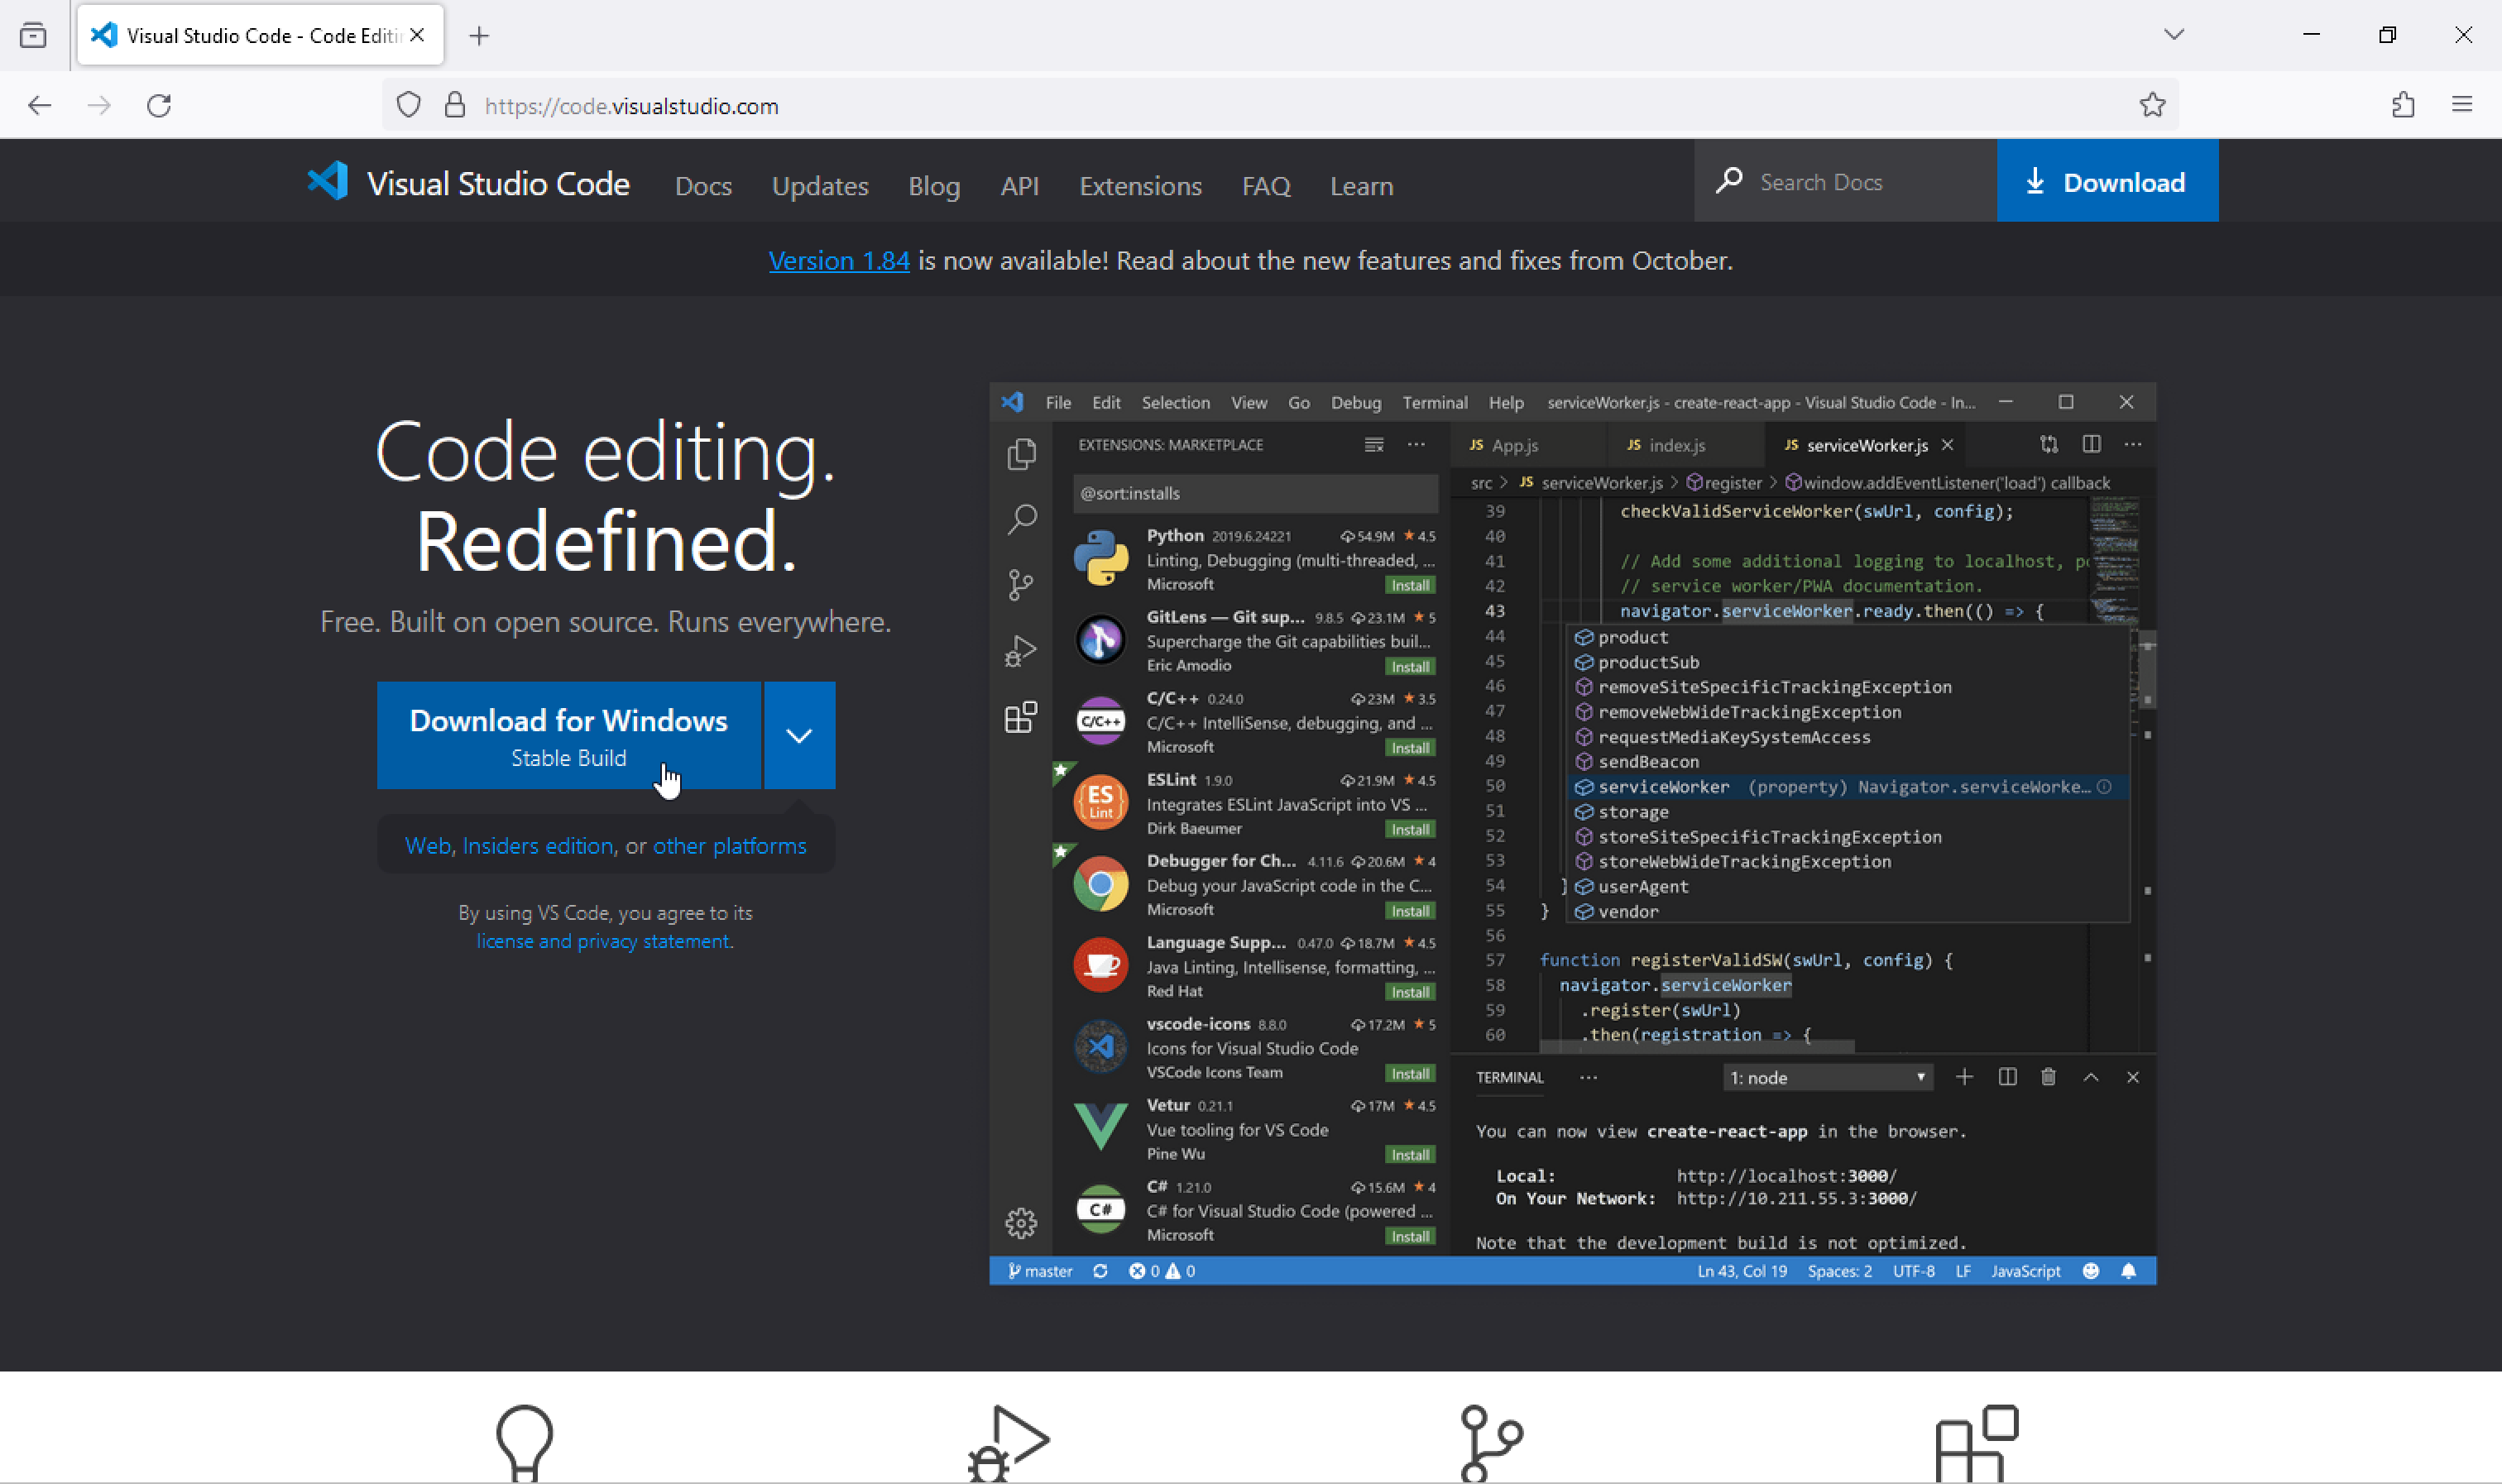 Visual Studio Code - Code Editi
https://code.visualstudio.com
Visual Studio Code
Docs
Updates
Blog
API
Extensions
FAQ
Learn
Search Docs
Download
Version 1.84 is now available! Read about the new features and fixes from October.
Code editing.
Redefined.
Free. Built on open source. Runs everywhere.
Download for Windows
Stable Build
Web, Insiders edition, or other platforms
By using VS Code, you agree to its
license and privacy statement.
File Edit Selection View Go Debug Terminal Help serviceWorker.js - create-react-app - Visual Studio Code - In...
EXTENSIONS: MARKETPLACE
@sort:installs
Python 2019.6.24221 54.9M 4.5
Linting, Debugging (multi-threaded, ...
Microsoft Install
GitLens — Git sup... 9.8.5 23.1M 5
Supercharge the Git capabilities buil...
Eric Amodio Install
C/C++
C/C++ 0.24.0 23M 3.5
C/C++ IntelliSense, debugging, and ...
Microsoft Install
ES
Lint
ESLint 1.9.0 21.9M 4.5
Integrates ESLint JavaScript into VS ...
Dirk Baeumer Install
Debugger for Ch... 4.11.6 20.6M 4
Debug your JavaScript code in the C...
Microsoft Install
Language Supp... 0.47.0 18.7M 4.5
Java Linting, Intellisense, formatting, ...
Red Hat Install
vscode-icons 8.8.0 17.2M 5
Icons for Visual Studio Code
VSCode Icons Team Install
Vetur 0.21.1 17M 4.5
Vue tooling for VS Code
Pine Wu Install
C#
C# 1.21.0 15.6M 4
C# for Visual Studio Code (powered ...
Microsoft Install
JS App.js JS index.js JS serviceWorker.js
src > JS serviceWorker.js > register > window.addEventListener('load') callback
39 checkValidServiceWorker(swUrl, config);
40
41 // Add some additional logging to localhost, p
42 // service worker/PWA documentation.
43 navigator.serviceWorker.ready.then(() => {
44 product
45 productSub
46 removeSiteSpecificTrackingException
47 removeWebWideTrackingException
48 requestMediaKeySystemAccess
49 sendBeacon
50 serviceWorker (property) Navigator.serviceWorke...
51 storage
52 storeSiteSpecificTrackingException
53 storeWebWideTrackingException
54 } userAgent
55 } vendor
56
57 function registerValidSW(swUrl, config) {
58 navigator.serviceWorker
59 .register(swUrl)
60 .then(registration => {
TERMINAL ... 1: node
You can now view create-react-app in the browser.
Local: http://localhost:3000/
On Your Network: http://10.211.55.3:3000/
Note that the development build is not optimized.
master 0 0 Ln 43, Col 19 Spaces: 2 UTF-8 LF JavaScript